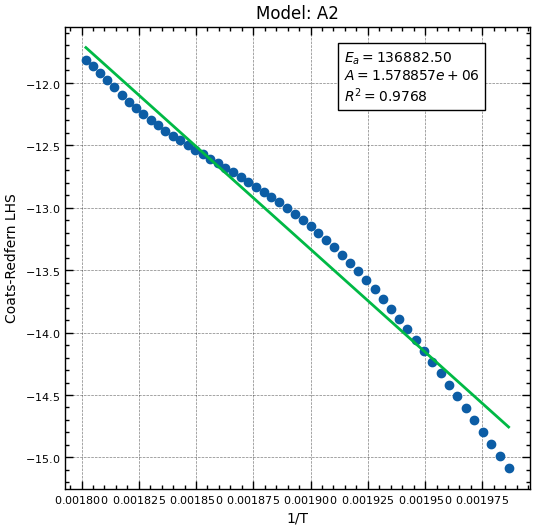 Model: A2
E_a = 136882.50
A = 1.578857e + 06
R² = 0.9768
Coats-Redfern LHS
−12.0
−12.5
−13.0
−13.5
−14.0
−14.5
−15.0
0.001800 0.001825 0.001850 0.001875 0.001900 0.001925 0.001950 0.001975
1/T